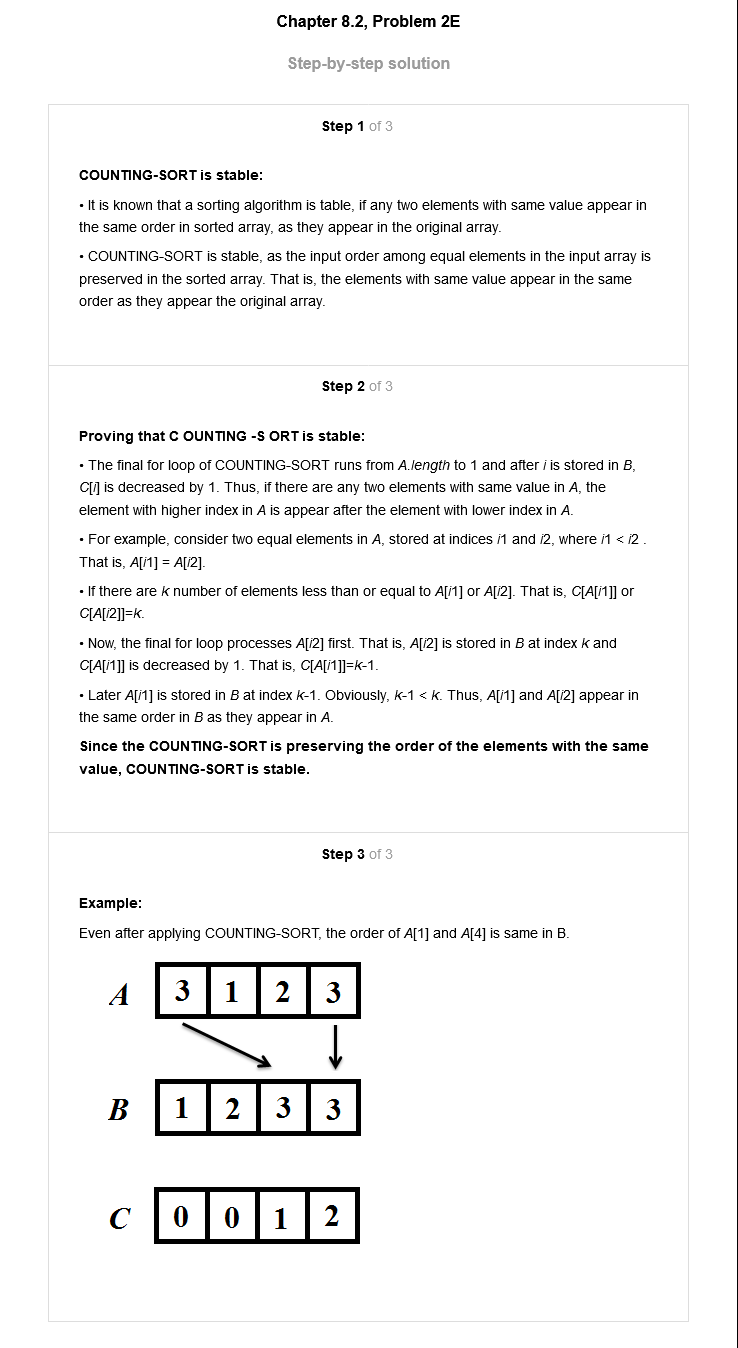 Chapter 8.2, Problem 2E
Step-by-step solution
Step 1 of 3
COUNTING-SORT is stable:
• It is known that a sorting algorithm is table, if any two elements with same value appear in
the same order in sorted array, as they appear in the original array.
• COUNTING-SORT is stable, as the input order among equal elements in the input array is
preserved in the sorted array. That is, the elements with same value appear in the same
order as they appear the original array.
Step 2 of 3
Proving that C OUNTING -S ORT is stable:
• The final for loop of COUNTING-SORT runs from A.length to 1 and after i is stored in B,
C[i] is decreased by 1. Thus, if there are any two elements with same value in A, the
element with higher index in A is appear after the element with lower index in A.
• For example, consider two equal elements in A, stored at indices i1 and i2, where i1 < i2 .
That is, A[i1] = A[i2].
• If there are k number of elements less than or equal to A[i1] or A[i2]. That is, C[A[i1]] or
C[A[i2]]=k.
• Now, the final for loop processes A[i2] first. That is, A[i2] is stored in B at index k and
C[A[i1]] is decreased by 1. That is, C[A[i1]]=k-1.
• Later A[i1] is stored in B at index k-1. Obviously, k-1 < k. Thus, A[i1] and A[i2] appear in
the same order in B as they appear in A.
Since the COUNTING-SORT is preserving the order of the elements with the same
value, COUNTING-SORT is stable.
Step 3 of 3
Example:
Even after applying COUNTING-SORT, the order of A[1] and A[4] is same in B.
A 3 1 2 3
B 1 2 3 3
C 0 0 1 2